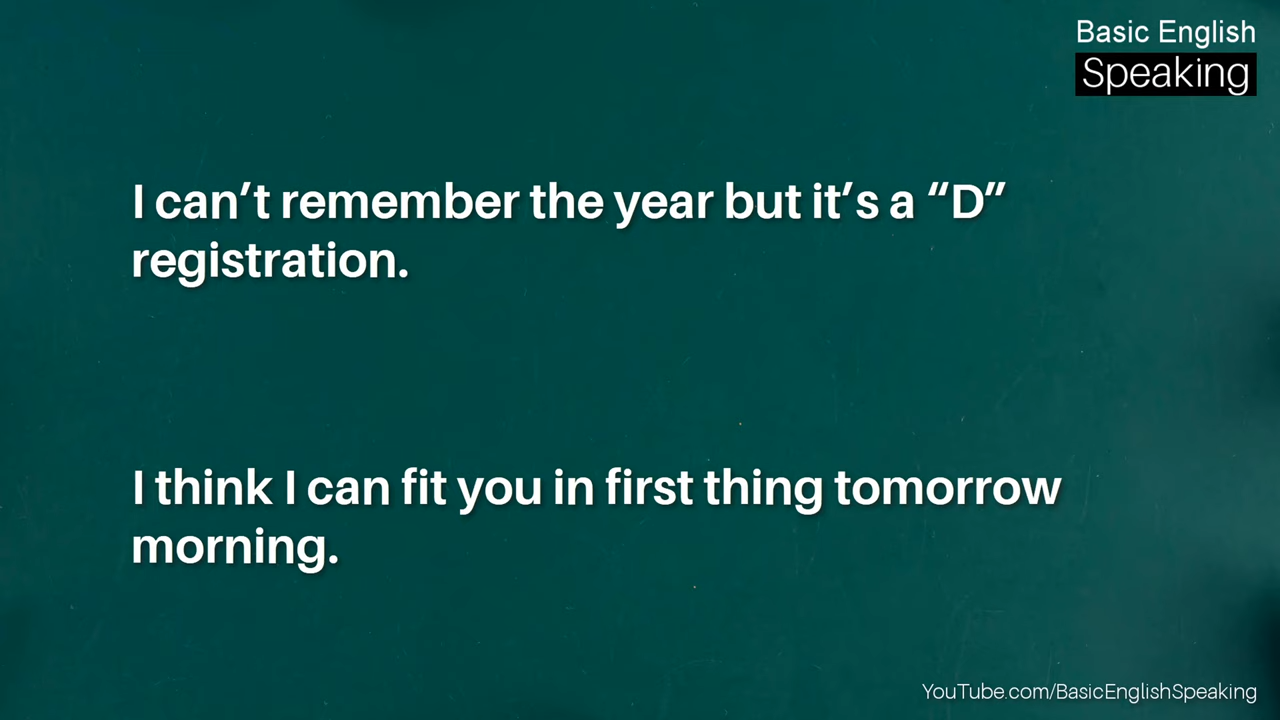 Basic English
Speaking
I can’t remember the year but it’s a “D”
registration.
I think I can fit you in first thing tomorrow
morning.
YouTube.com/BasicEnglishSpeaking